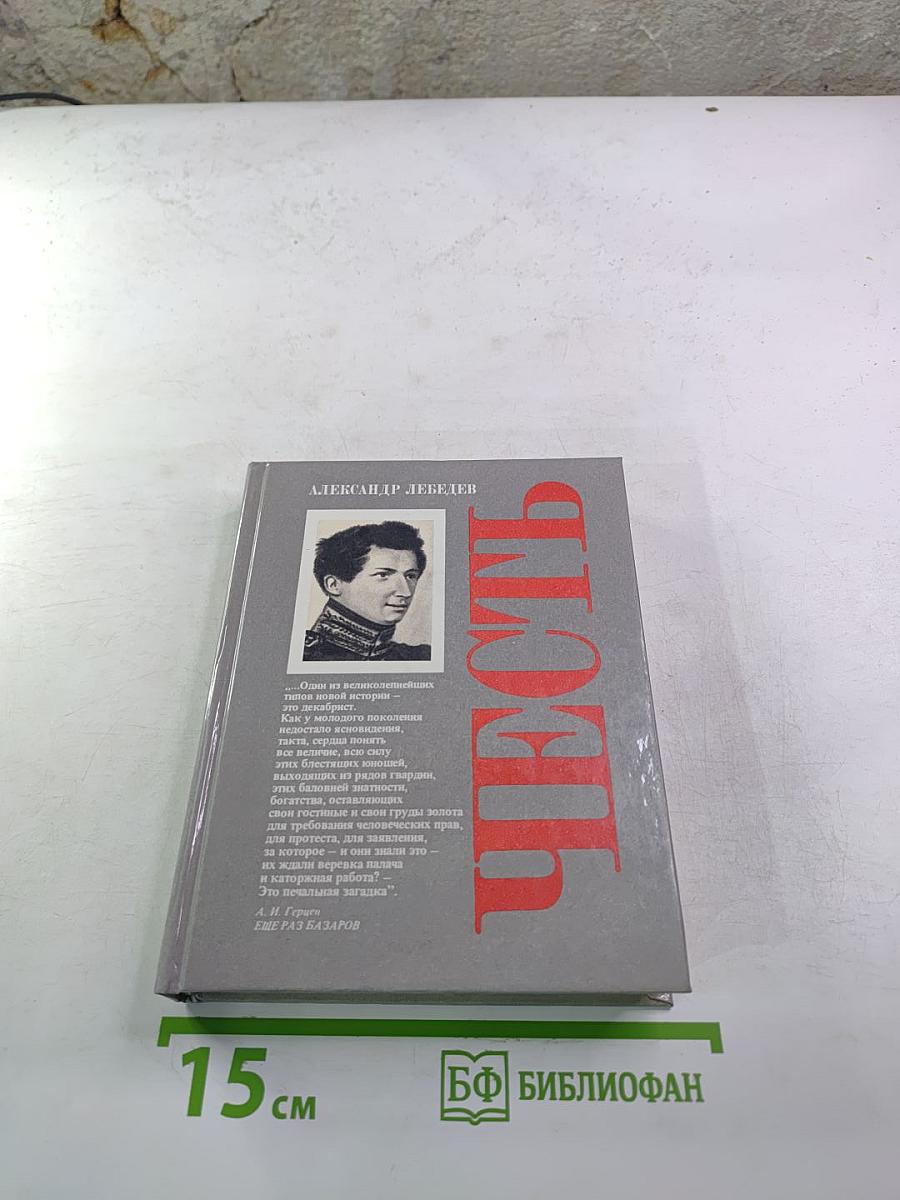 АЛЕКСАНДР ЛЕБЕДЕВ
ЧЕСТЬ
„...Один из великолепнейших
типов новой истории –
это декабрист.
Как у молодого поколения
недостало ясновидения,
такта, сердца понять
все величие, всю силу
этих блестящих юношей,
выходящих из рядов гвардии,
этих баловней знатности,
богатства, оставляющих
свои гостиные и свои груды золота
для требования человеческих прав,
для протеста, для заявления,
за которое – и они знали это –
их ждали веревка палача
и каторжная работа? –
Это печальная загадка”.
А. И. Герцен
ЕЩЕ РАЗ БАЗАРОВ
15 см
БФ БИБЛИОФАН